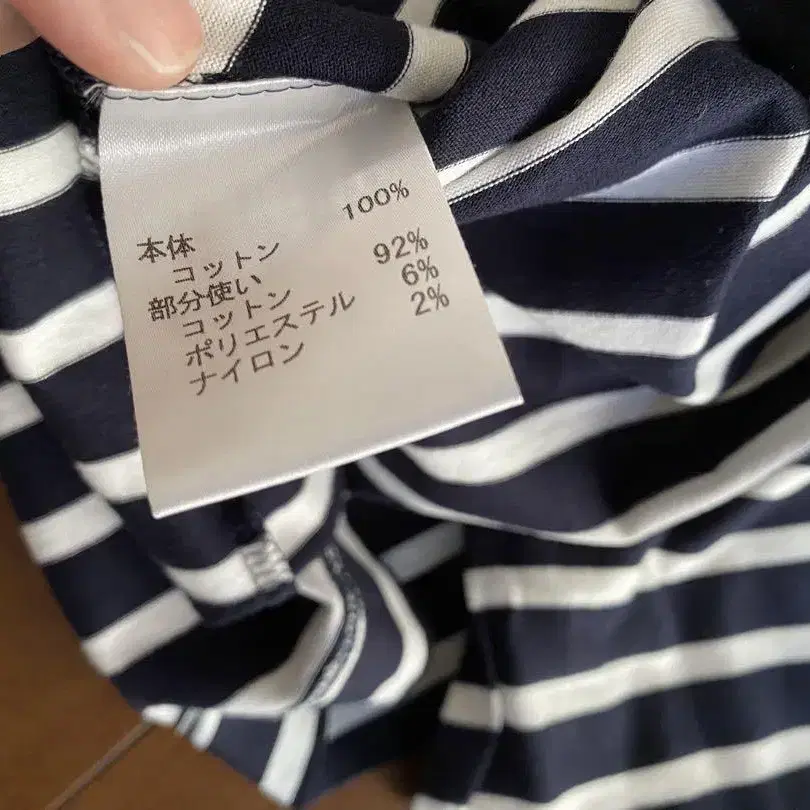 本体
コットン 100%
部分使い
コットン 92%
ポリエステル 6%
ナイロン 2%